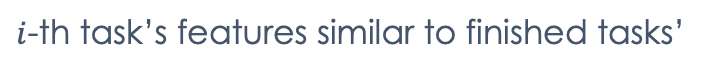 i-th task’s features similar to finished tasks’